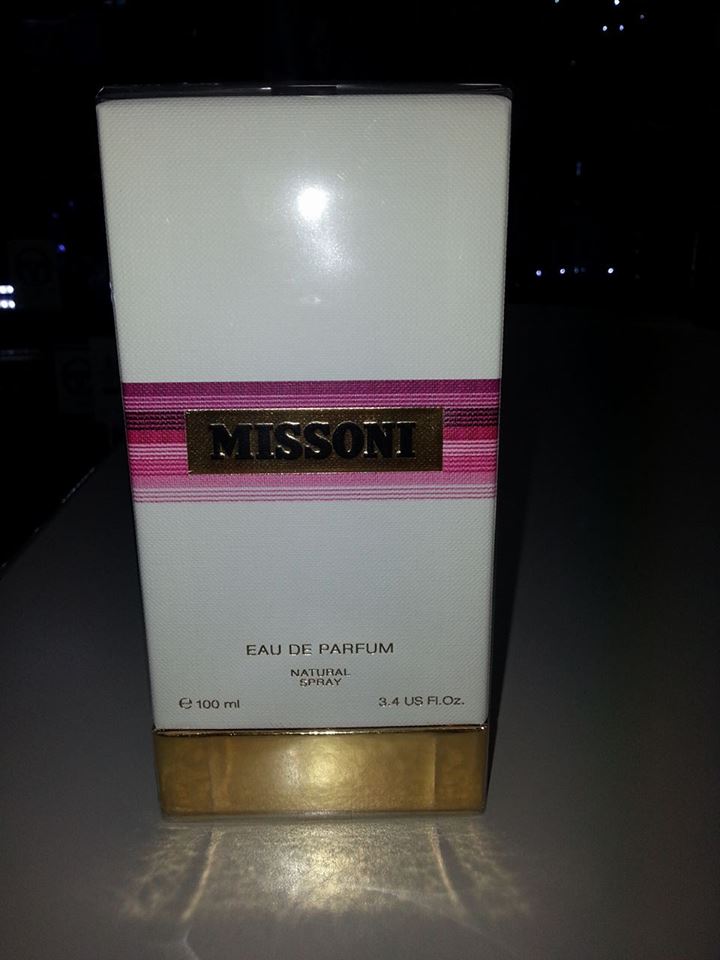 MISSONI
EAU DE PARFUM
NATURAL
SPRAY
℮ 100 ml 3.4 US Fl.Oz.